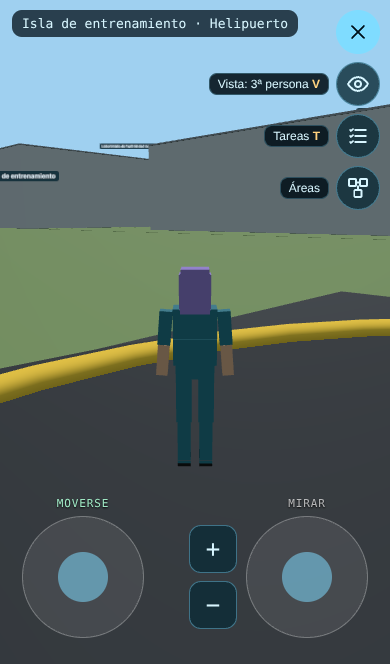 Isla de entrenamiento · Helipuerto
Vista: 3ª persona V
Tareas T
de entrenamiento
Áreas
MOVERSE
MIRAR
+
−